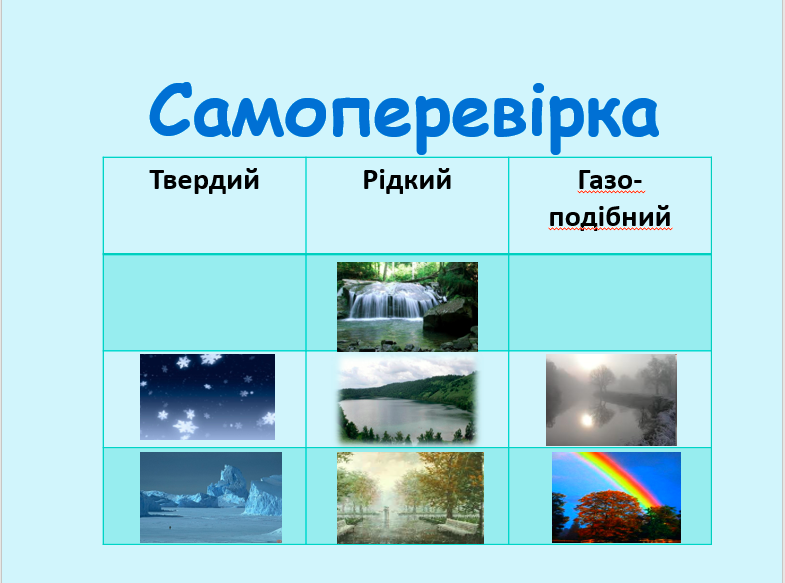 Самоперевірка
Твердий
Рідкий
Газо-
подібний